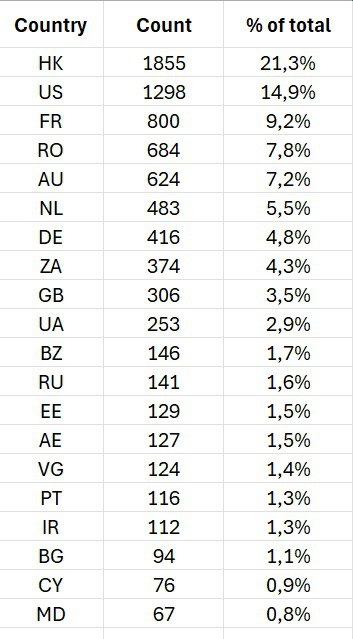 Country Count % of total
HK 1855 21,3%
US 1298 14,9%
FR 800 9,2%
RO 684 7,8%
AU 624 7,2%
NL 483 5,5%
DE 416 4,8%
ZA 374 4,3%
GB 306 3,5%
UA 253 2,9%
BZ 146 1,7%
RU 141 1,6%
EE 129 1,5%
AE 127 1,5%
VG 124 1,4%
PT 116 1,3%
IR 112 1,3%
BG 94 1,1%
CY 76 0,9%
MD 67 0,8%